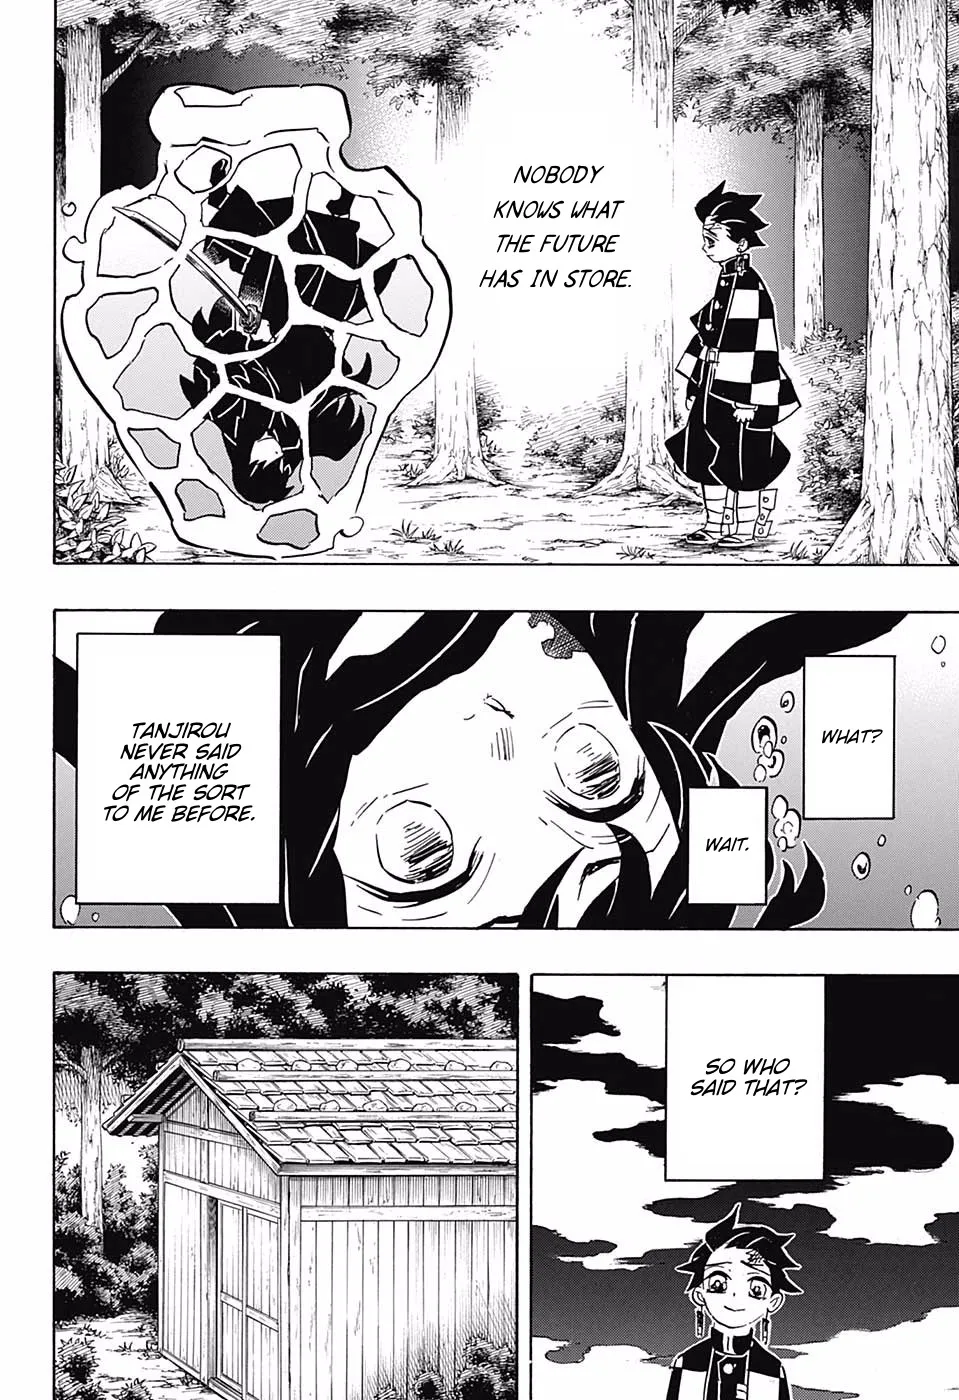 NOBODY
KNOWS WHAT
THE FUTURE
HAS IN STORE.
WHAT?
WAIT.
TANJIROU
NEVER SAID
ANYTHING
OF THE SORT
TO ME BEFORE.
SO WHO
SAID THAT?